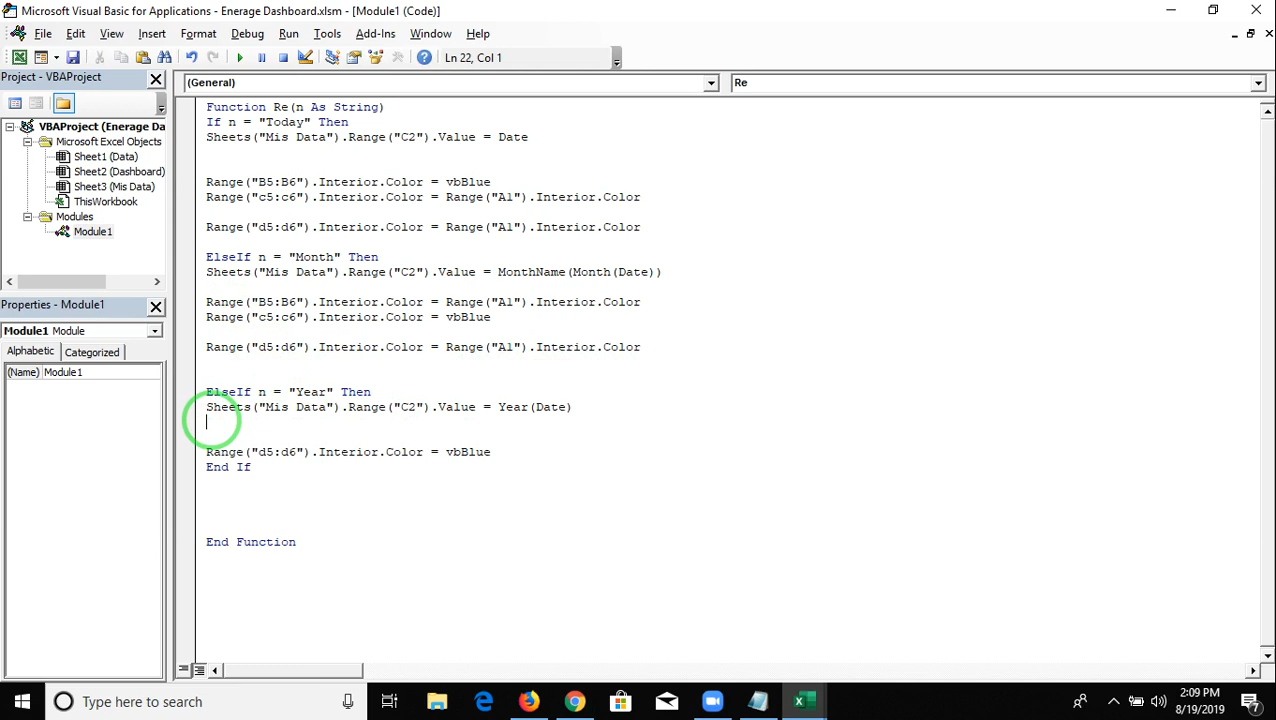 Microsoft Visual Basic for Applications - Enerage Dashboard.xlsm - [Module1 (Code)]
File Edit View Insert Format Debug Run Tools Add-Ins Window Help
Ln 22, Col 1
Project - VBAProject
(General)
Re
VBAProject (Enerage Da
Microsoft Excel Objects
Sheet1 (Data)
Sheet2 (Dashboard)
Sheet3 (Mis Data)
ThisWorkbook
Modules
Module1
Properties - Module1
Module1 Module
Alphabetic Categorized
(Name) Module1
Function Re(n As String)
If n = "Today" Then
Sheets("Mis Data").Range("C2").Value = Date
Range("B5:B6").Interior.Color = vbBlue
Range("c5:c6").Interior.Color = Range("A1").Interior.Color
Range("d5:d6").Interior.Color = Range("A1").Interior.Color
ElseIf n = "Month" Then
Sheets("Mis Data").Range("C2").Value = MonthName(Month(Date))
Range("B5:B6").Interior.Color = Range("A1").Interior.Color
Range("c5:c6").Interior.Color = vbBlue
Range("d5:d6").Interior.Color = Range("A1").Interior.Color
ElseIf n = "Year" Then
Sheets("Mis Data").Range("C2").Value = Year(Date)
Range("d5:d6").Interior.Color = vbBlue
End If
End Function
Type here to search
2:09 PM
8/19/2019
7